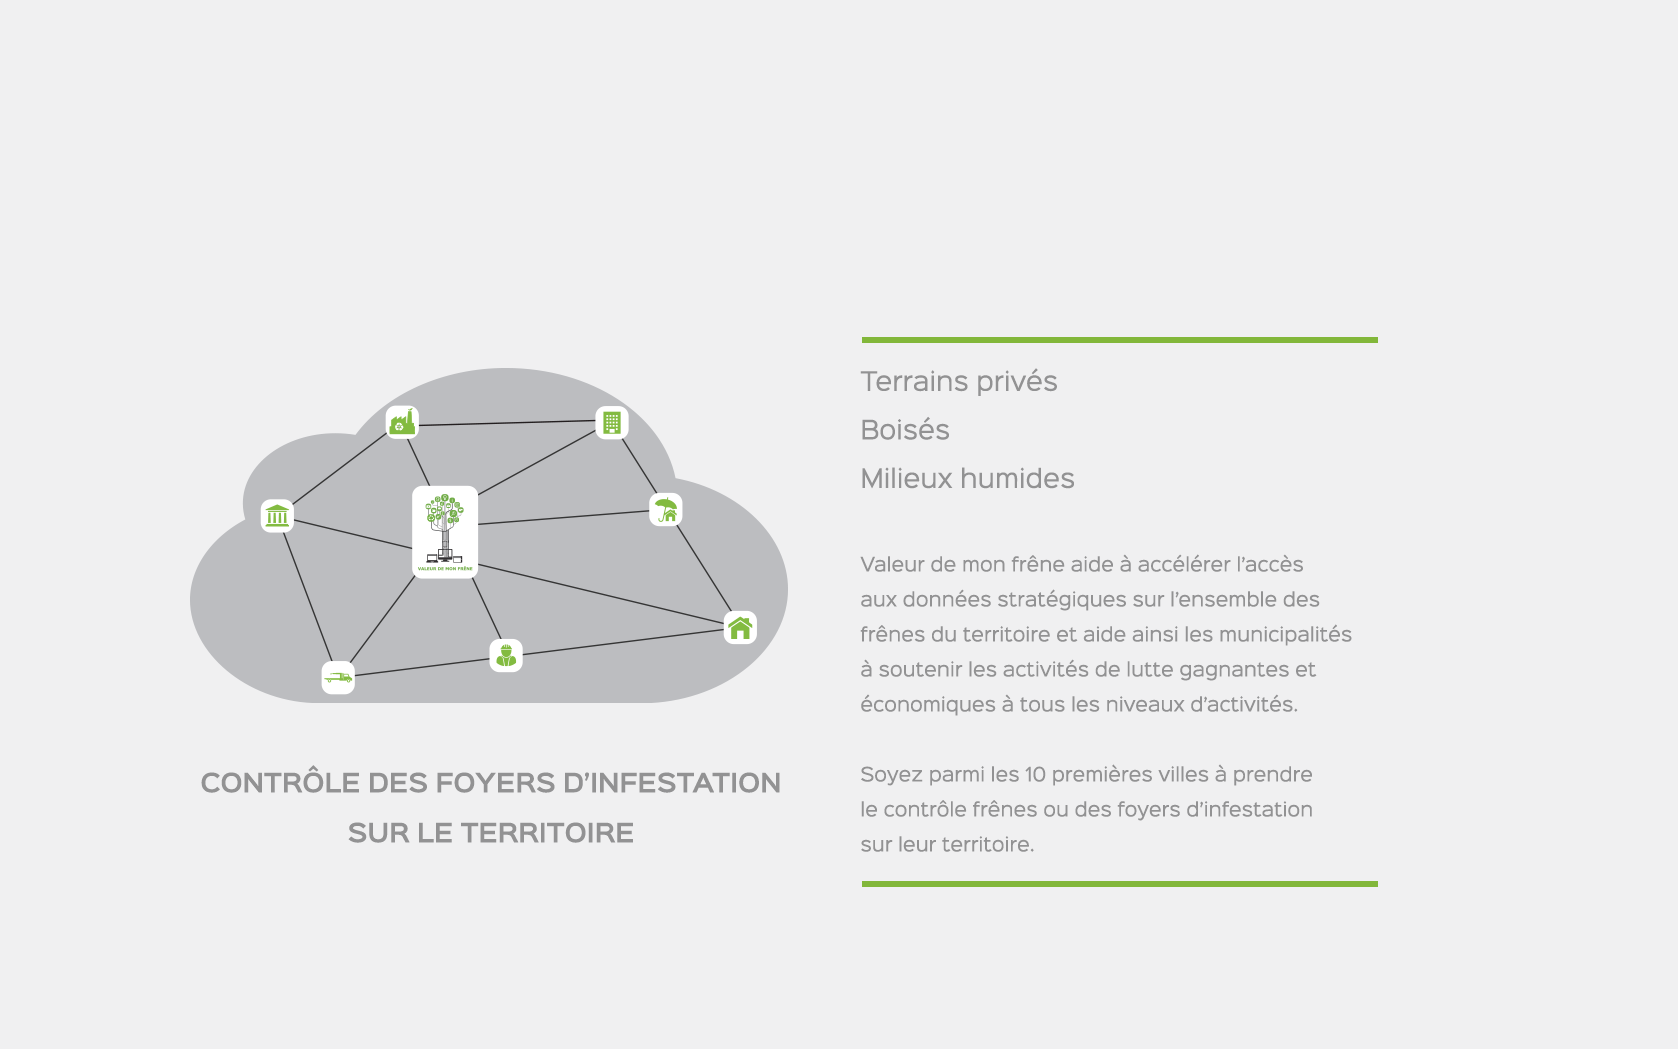 VALEUR DE MON FRÊNE
CONTRÔLE DES FOYERS D'INFESTATION
SUR LE TERRITOIRE
Terrains privés
Boisés
Milieux humides
Valeur de mon frêne aide à accélérer l'accès
aux données stratégiques sur l'ensemble des
frênes du territoire et aide ainsi les municipalités
à soutenir les activités de lutte gagnantes et
économiques à tous les niveaux d'activités.
Soyez parmi les 10 premières villes à prendre
le contrôle frênes ou des foyers d'infestation
sur leur territoire.